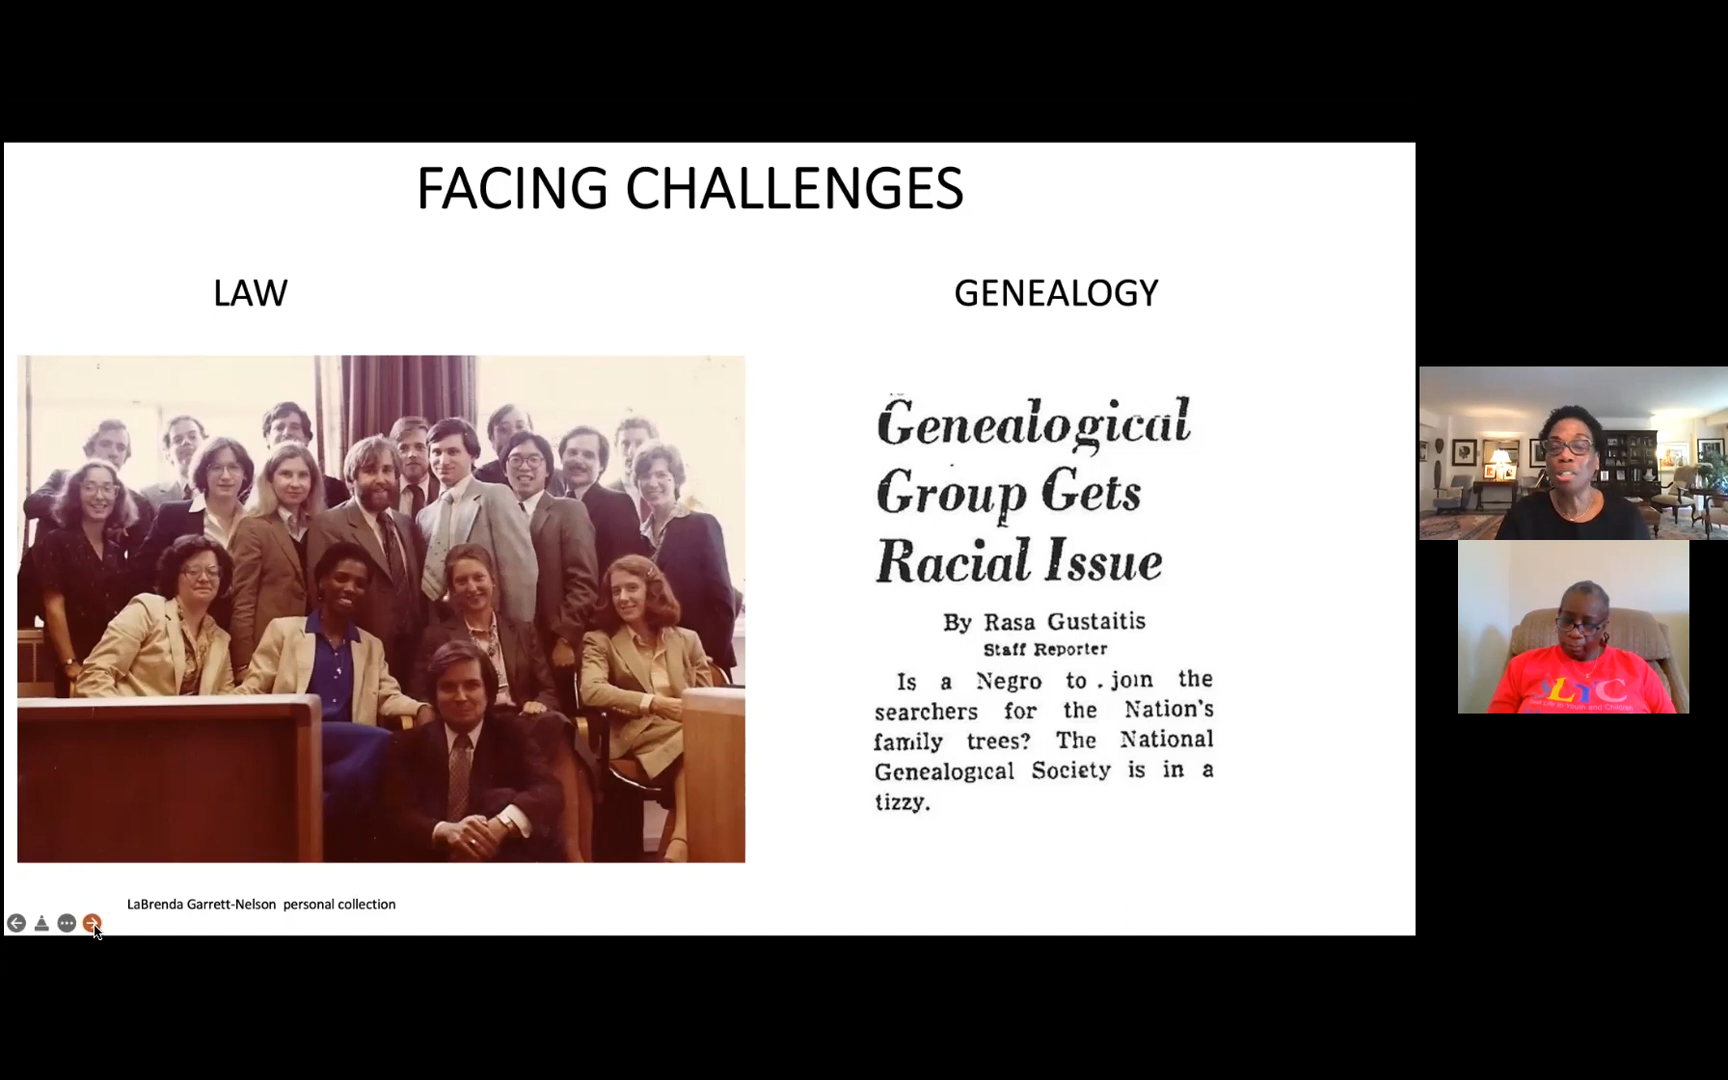 FACING CHALLENGES
LAW
GENEALOGY
Genealogical
Group Gets
Racial Issue
By Rasa Gustaitis
Staff Reporter
Is a Negro to . join the
searchers for the Nation's
family trees? The National
Genealogical Society is in a
tizzy.
LaBrenda Garrett-Nelson personal collection